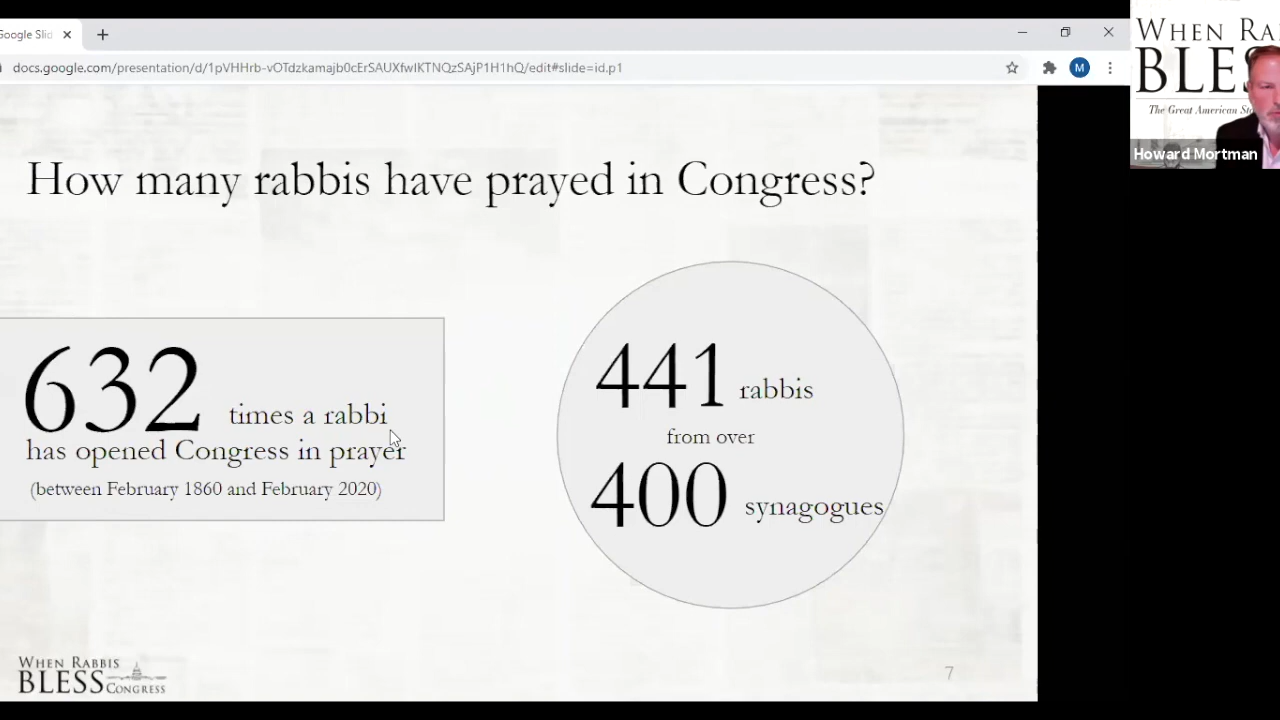 Google Slid
docs.google.com/presentation/d/1pVHHrb-vOTdzkamajb0cErSAUXfwIKTNQzSAjP1H1hQ/edit#slide=id.p1
M
WHEN
BLES
The Great American
Howard Mortman
How many rabbis have prayed in Congress?
632 times a rabbi
has opened Congress in prayer
(between February 1860 and February 2020)
441 rabbis
from over
400 synagogues
WHEN RABBIS
BLESS CONGRESS
7